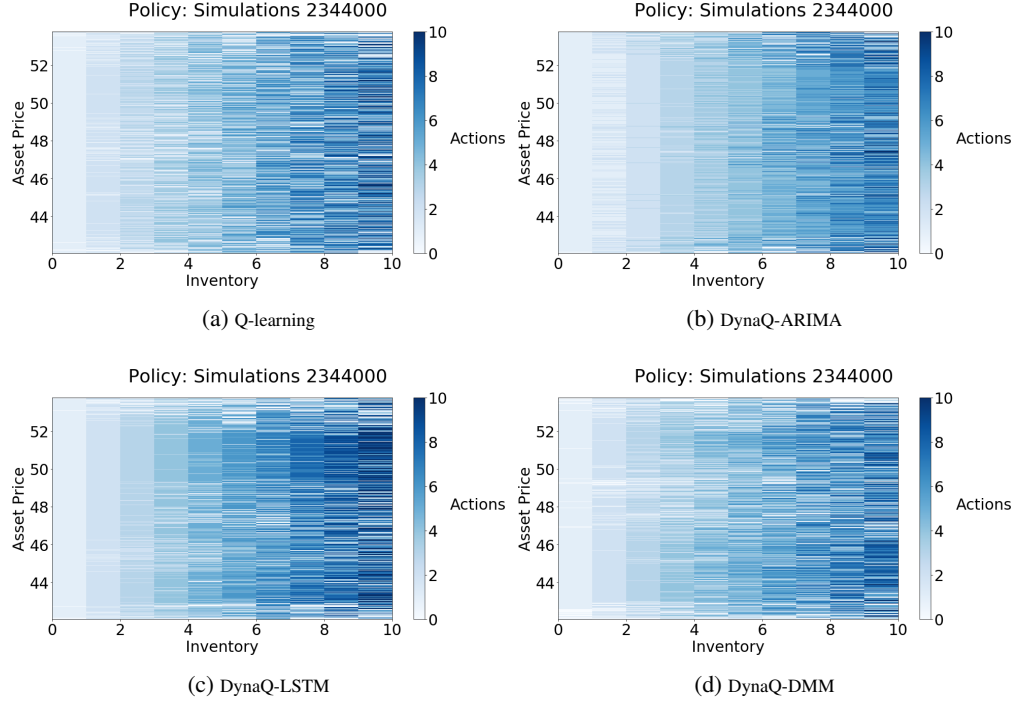 Policy: Simulations 2344000
Asset Price
52
50
48
46
44
0 2 4 6 8 10
Inventory
10
8
6
4
2
0
Actions
(a) Q-learning
Policy: Simulations 2344000
Asset Price
52
50
48
46
44
0 2 4 6 8 10
Inventory
10
8
6
4
2
0
Actions
(b) DynaQ-ARIMA
Policy: Simulations 2344000
Asset Price
52
50
48
46
44
0 2 4 6 8 10
Inventory
10
8
6
4
2
0
Actions
(c) DynaQ-LSTM
Policy: Simulations 2344000
Asset Price
52
50
48
46
44
0 2 4 6 8 10
Inventory
10
8
6
4
2
0
Actions
(d) DynaQ-DMM